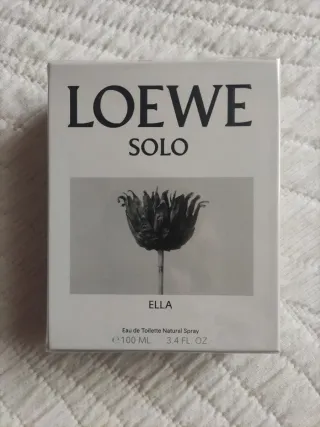 LOEWE
SOLO
ELLA
Eau de Toilette Natural Spray
℮100 ML 3.4 FL. OZ